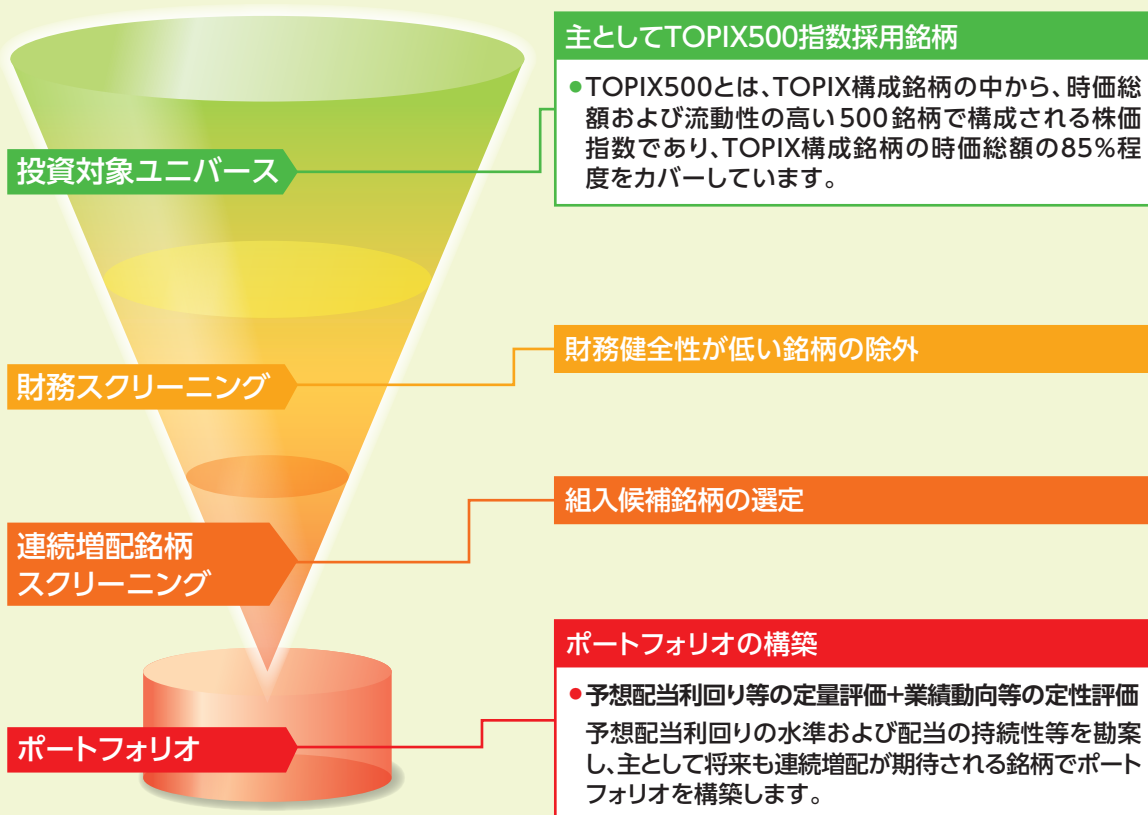 主としてTOPIX500指数採用銘柄
●TOPIX500とは、TOPIX構成銘柄の中から、時価総
額および流動性の高い500銘柄で構成される株価
指数であり、TOPIX構成銘柄の時価総額の85%程
度をカバーしています。
投資対象ユニバース
財務健全性が低い銘柄の除外
財務スクリーニング
組入候補銘柄の選定
連続増配銘柄
スクリーニング
ポートフォリオの構築
●予想配当利回り等の定量評価+業績動向等の定性評価
予想配当利回りの水準および配当の持続性等を勘案
し、主として将来も連続増配が期待される銘柄でポート
フォリオを構築します。
ポートフォリオ